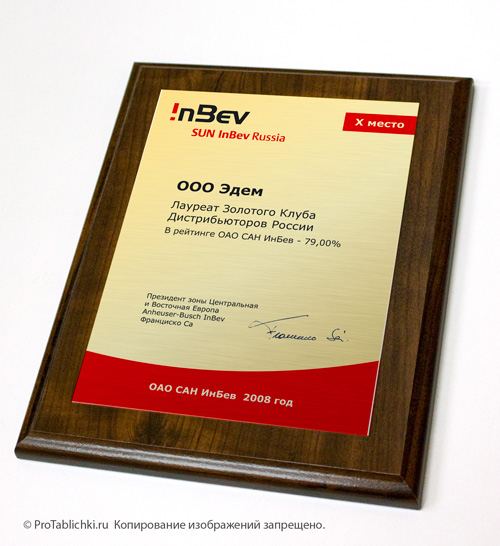 InBev
SUN InBev Russia
X место
ООО Эдем
Лауреат Золотого Клуба
Дистрибьюторов России
В рейтинге ОАО САН ИнБев - 79,00%
Президент зоны Центральная
и Восточная Европа
Anheuser-Busch InBev
Франциско Са
ОАО САН ИнБев 2008 год
© ProTablichki.ru Копирование изображений запрещено.